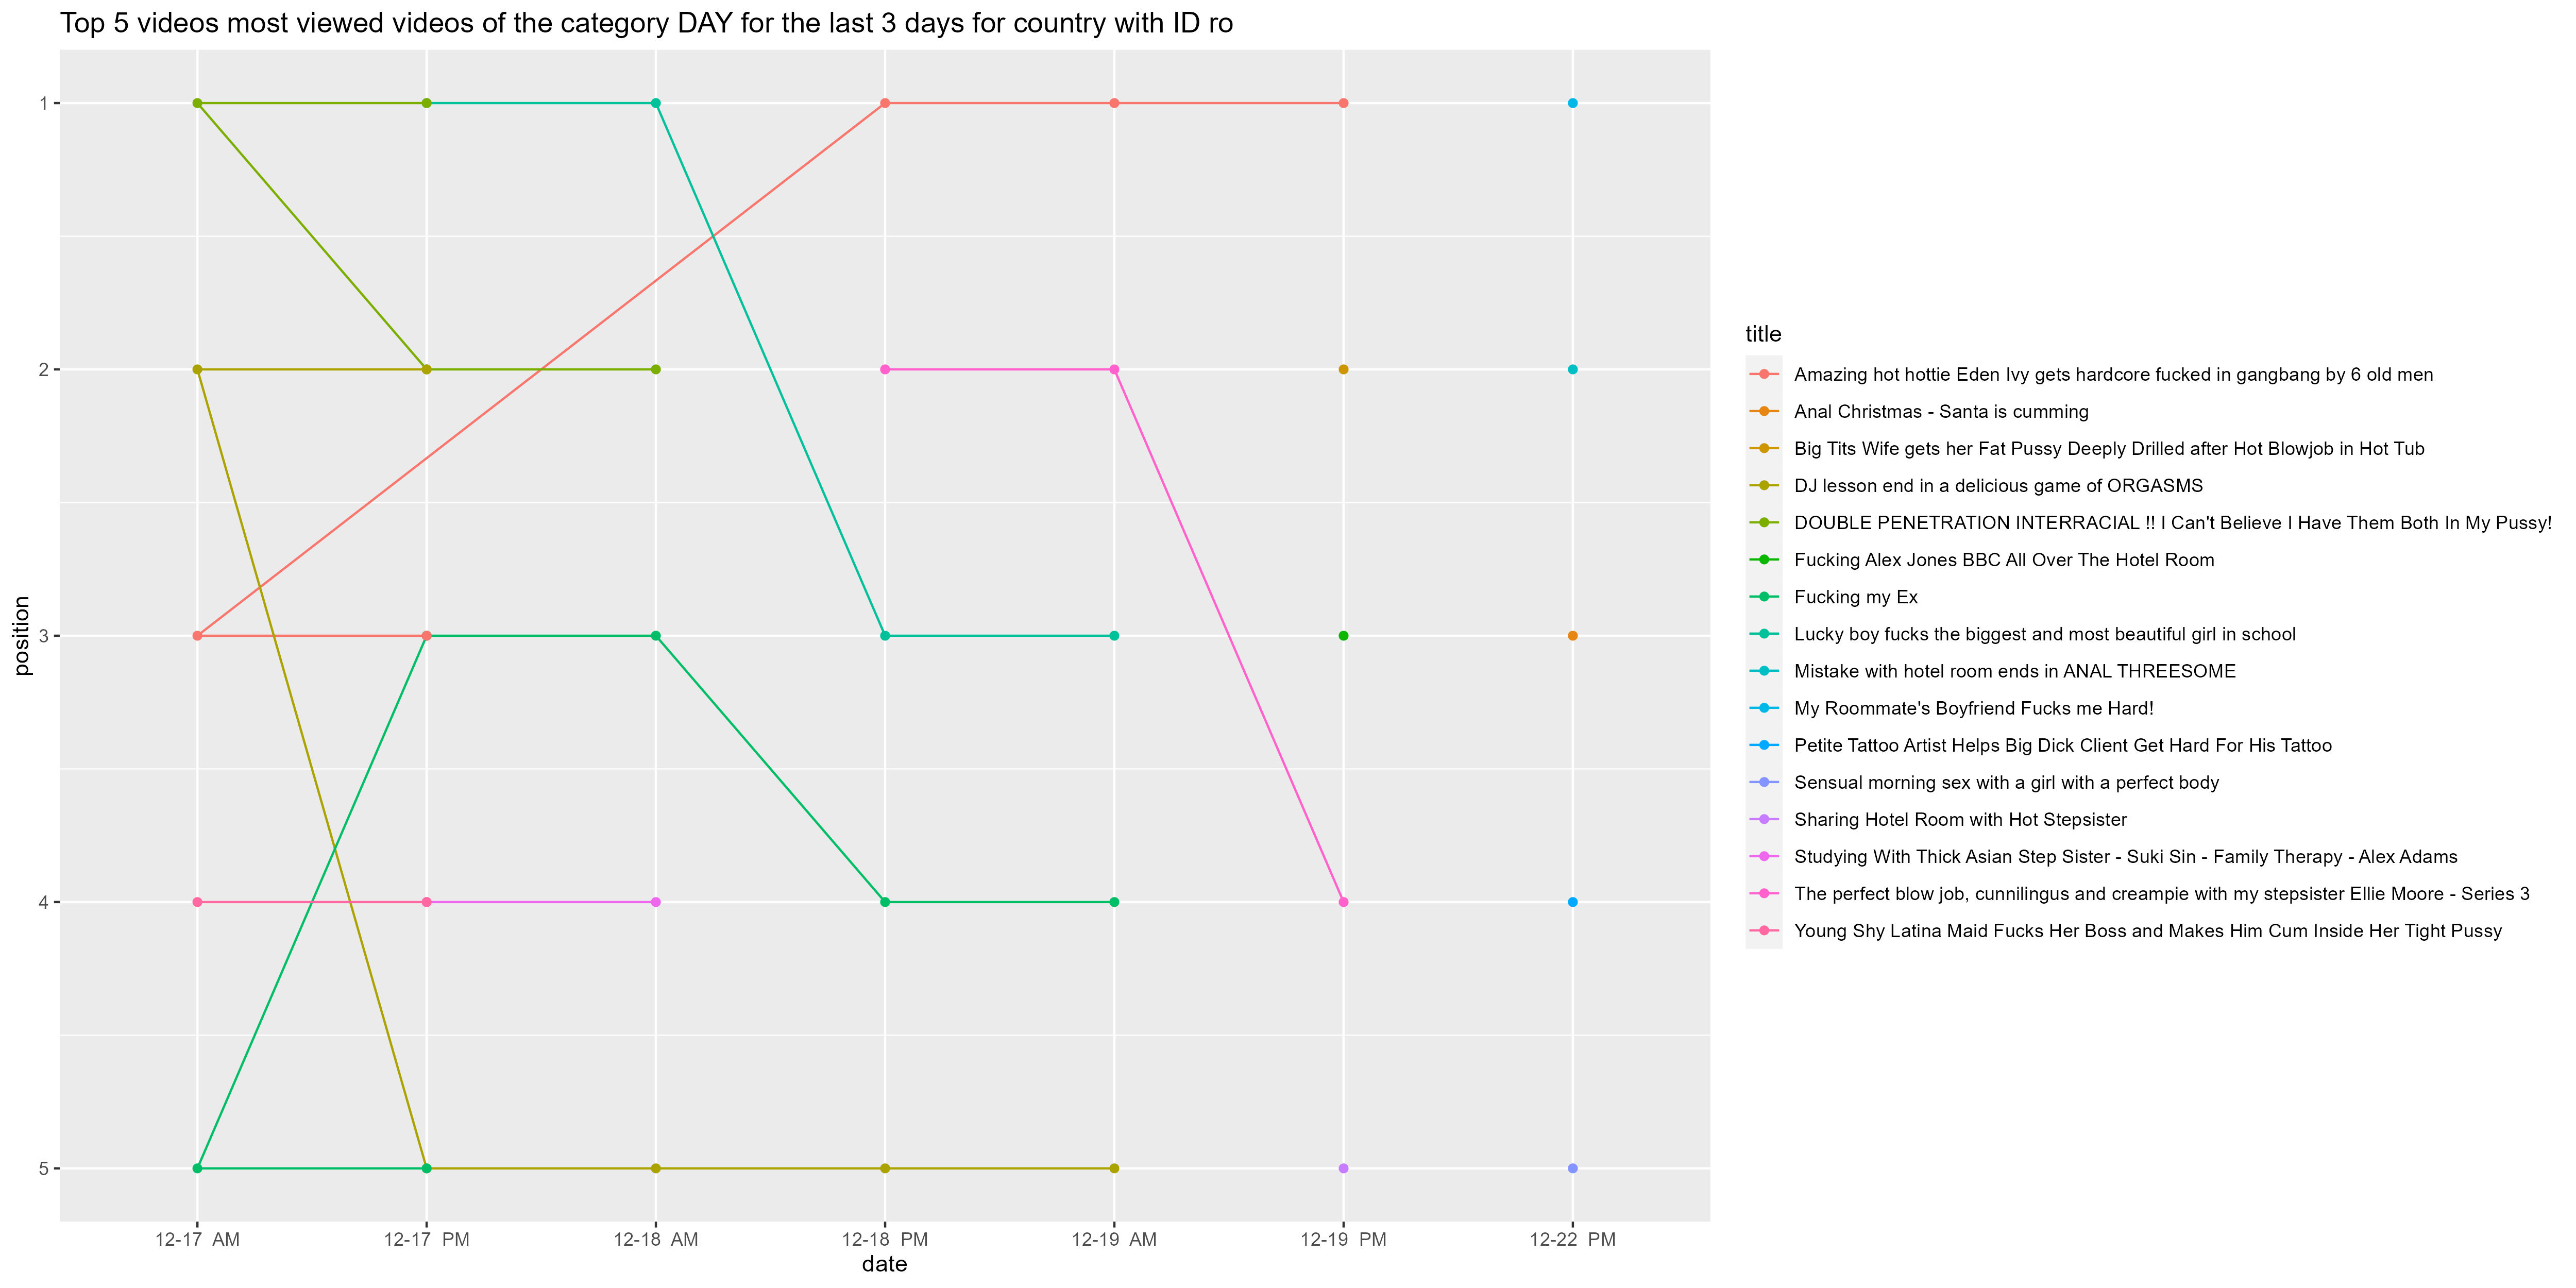 Top 5 videos most viewed videos of the category DAY for the last 3 days for country with ID ro
position
1
2
3
4
5
12-17 AM
12-17 PM
12-18 AM
12-18 PM
12-19 AM
12-19 PM
12-22 PM
date
title
Amazing hot hottie Eden Ivy gets hardcore fucked in gangbang by 6 old men
Anal Christmas - Santa is cumming
Big Tits Wife gets her Fat Pussy Deeply Drilled after Hot Blowjob in Hot Tub
DJ lesson end in a delicious game of ORGASMS
DOUBLE PENETRATION INTERRACIAL !! I Can't Believe I Have Them Both In My Pussy!
Fucking Alex Jones BBC All Over The Hotel Room
Fucking my Ex
Lucky boy fucks the biggest and most beautiful girl in school
Mistake with hotel room ends in ANAL THREESOME
My Roommate's Boyfriend Fucks me Hard!
Petite Tattoo Artist Helps Big Dick Client Get Hard For His Tattoo
Sensual morning sex with a girl with a perfect body
Sharing Hotel Room with Hot Stepsister
Studying With Thick Asian Step Sister - Suki Sin - Family Therapy - Alex Adams
The perfect blow job, cunnilingus and creampie with my stepsister Ellie Moore - Series 3
Young Shy Latina Maid Fucks Her Boss and Makes Him Cum Inside Her Tight Pussy